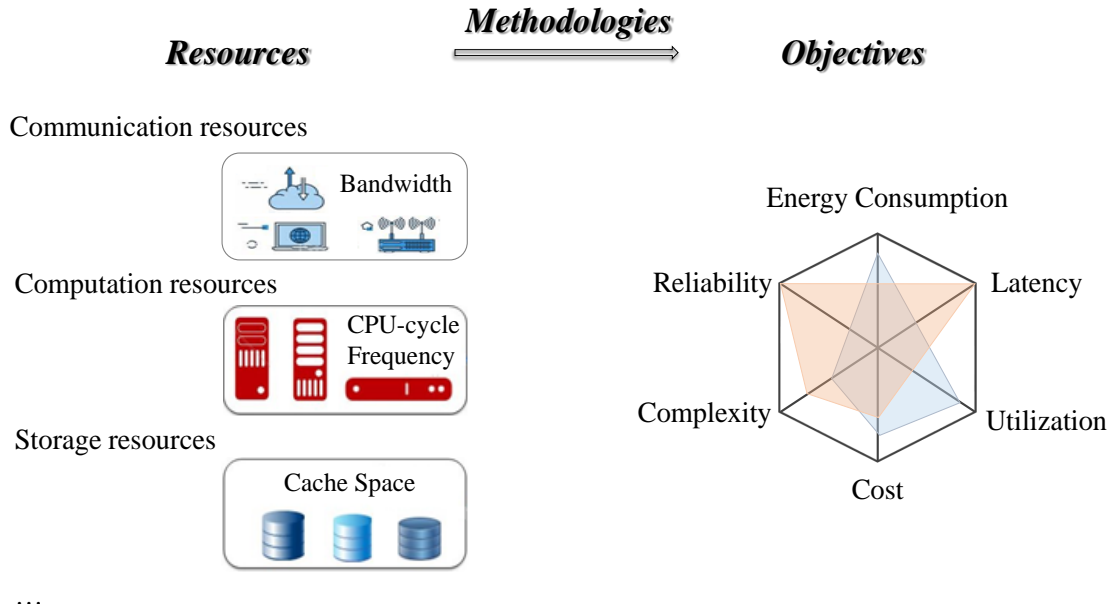 Methodologies
Resources
Objectives
Communication resources
Bandwidth
Computation resources
CPU-cycle
Frequency
Storage resources
Cache Space
...
Energy Consumption
Reliability
Latency
Complexity
Utilization
Cost